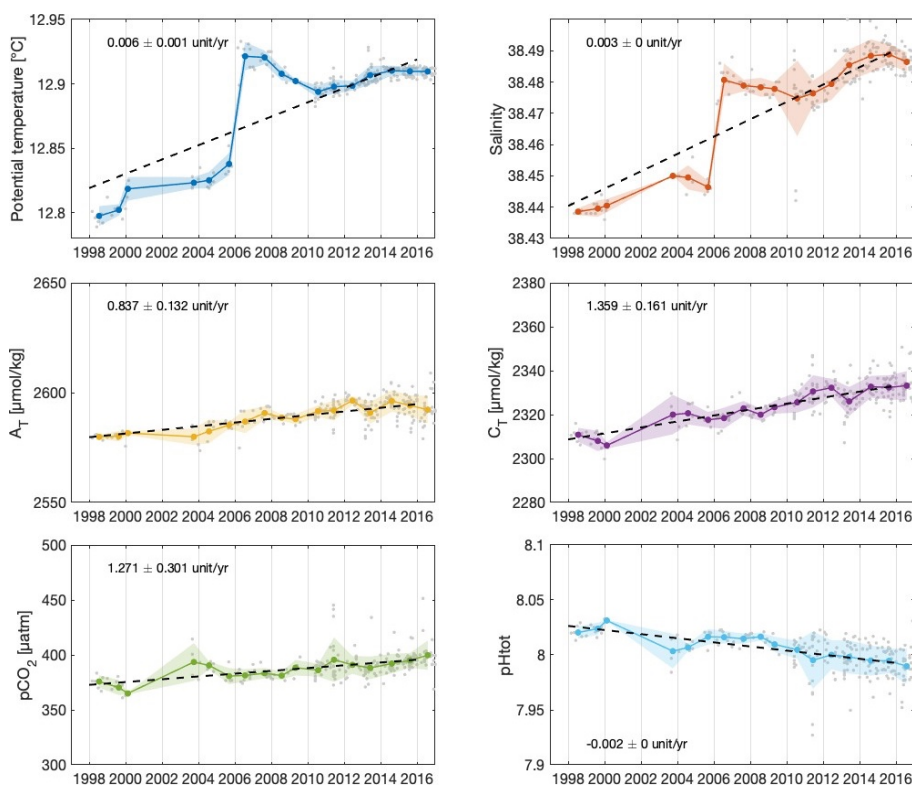 0.006 ± 0.001 unit/yr
Potential temperature [°C]
12.95
12.9
12.85
12.8
1998 2000 2002 2004 2006 2008 2010 2012 2014 2016
0.003 ± 0 unit/yr
Salinity
38.49
38.48
38.47
38.46
38.45
38.44
38.43
1998 2000 2002 2004 2006 2008 2010 2012 2014 2016
0.837 ± 0.132 unit/yr
A_T [μmol/kg]
2650
2600
2550
1998 2000 2002 2004 2006 2008 2010 2012 2014 2016
1.359 ± 0.161 unit/yr
C_T [μmol/kg]
2380
2360
2340
2320
2300
2280
1998 2000 2002 2004 2006 2008 2010 2012 2014 2016
1.271 ± 0.301 unit/yr
pCO₂ [μatm]
500
450
400
350
300
1998 2000 2002 2004 2006 2008 2010 2012 2014 2016
pHtot
8.1
8.05
8
7.95
7.9
-0.002 ± 0 unit/yr
1998 2000 2002 2004 2006 2008 2010 2012 2014 2016